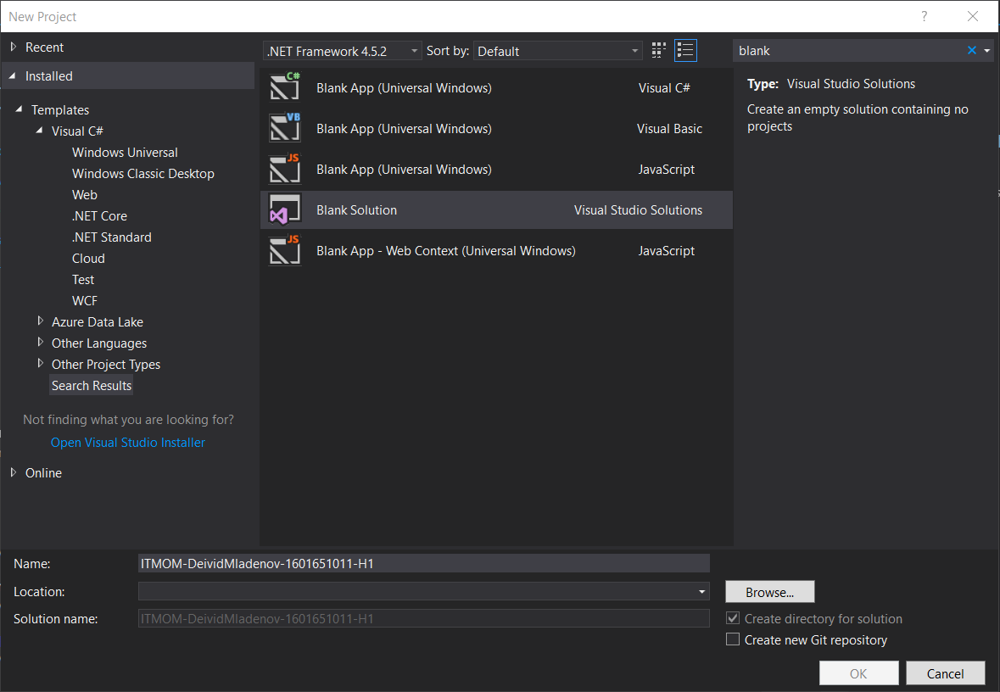 New Project
?
Recent
Installed
Templates
Visual C#
Windows Universal
Windows Classic Desktop
Web
.NET Core
.NET Standard
Cloud
Test
WCF
Azure Data Lake
Other Languages
Other Project Types
Search Results
Not finding what you are looking for?
Open Visual Studio Installer
Online
.NET Framework 4.5.2 Sort by: Default
C# Blank App (Universal Windows) Visual C#
VB Blank App (Universal Windows) Visual Basic
JS Blank App (Universal Windows) JavaScript
Blank Solution Visual Studio Solutions
JS Blank App - Web Context (Universal Windows) JavaScript
blank
Type: Visual Studio Solutions
Create an empty solution containing no
projects
Name: ITMOM-DeividMladenov-1601651011-H1
Location: Browse...
Solution name: ITMOM-DeividMladenov-1601651011-H1
Create directory for solution
Create new Git repository
OK Cancel